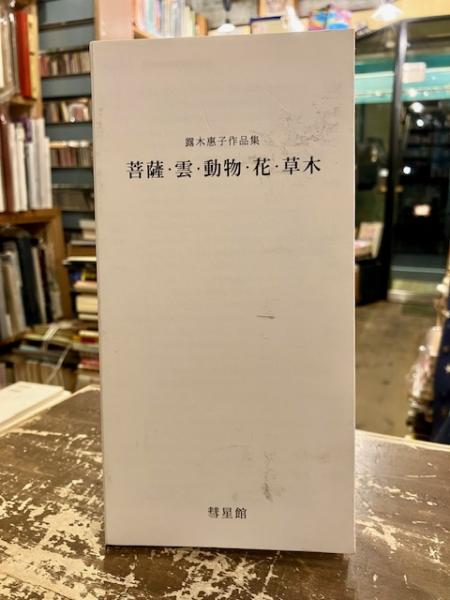 露木惠子作品集
菩薩・雲・動物・花・草木
彗星館